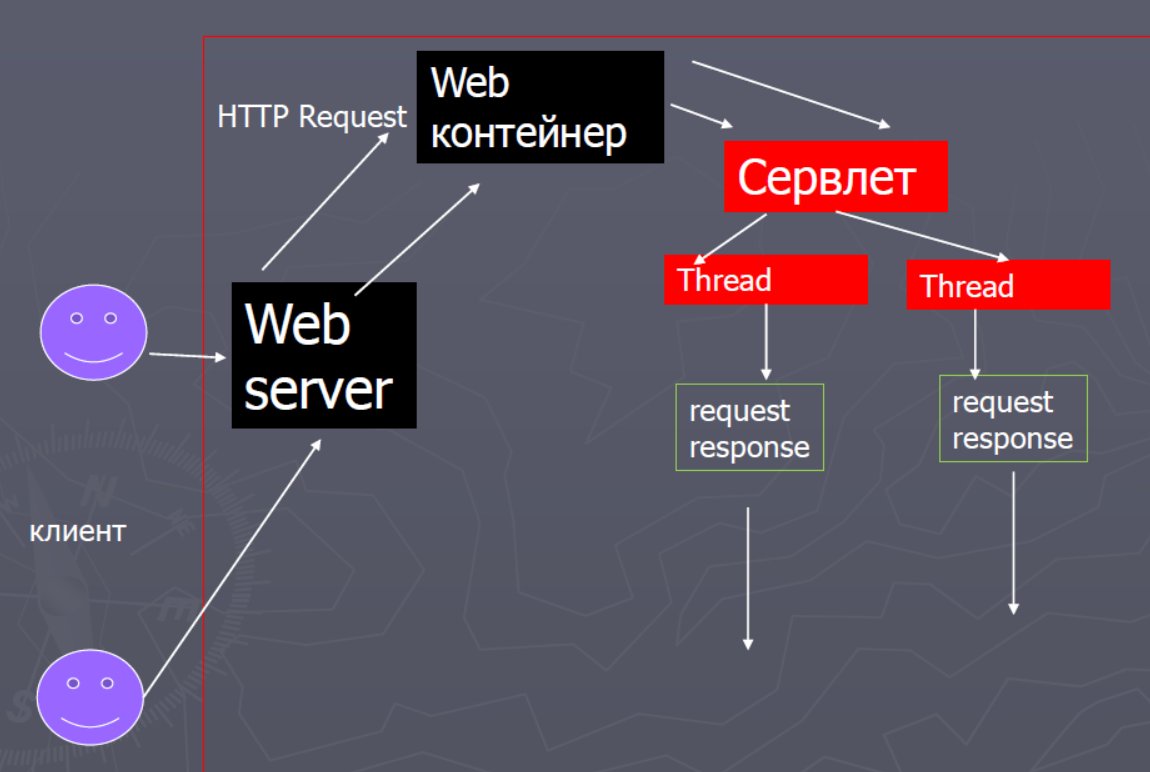 Web
контейнер
HTTP Request
Сервлет
Thread
Thread
Web
server
request
response
request
response
клиент
N
W
E
S